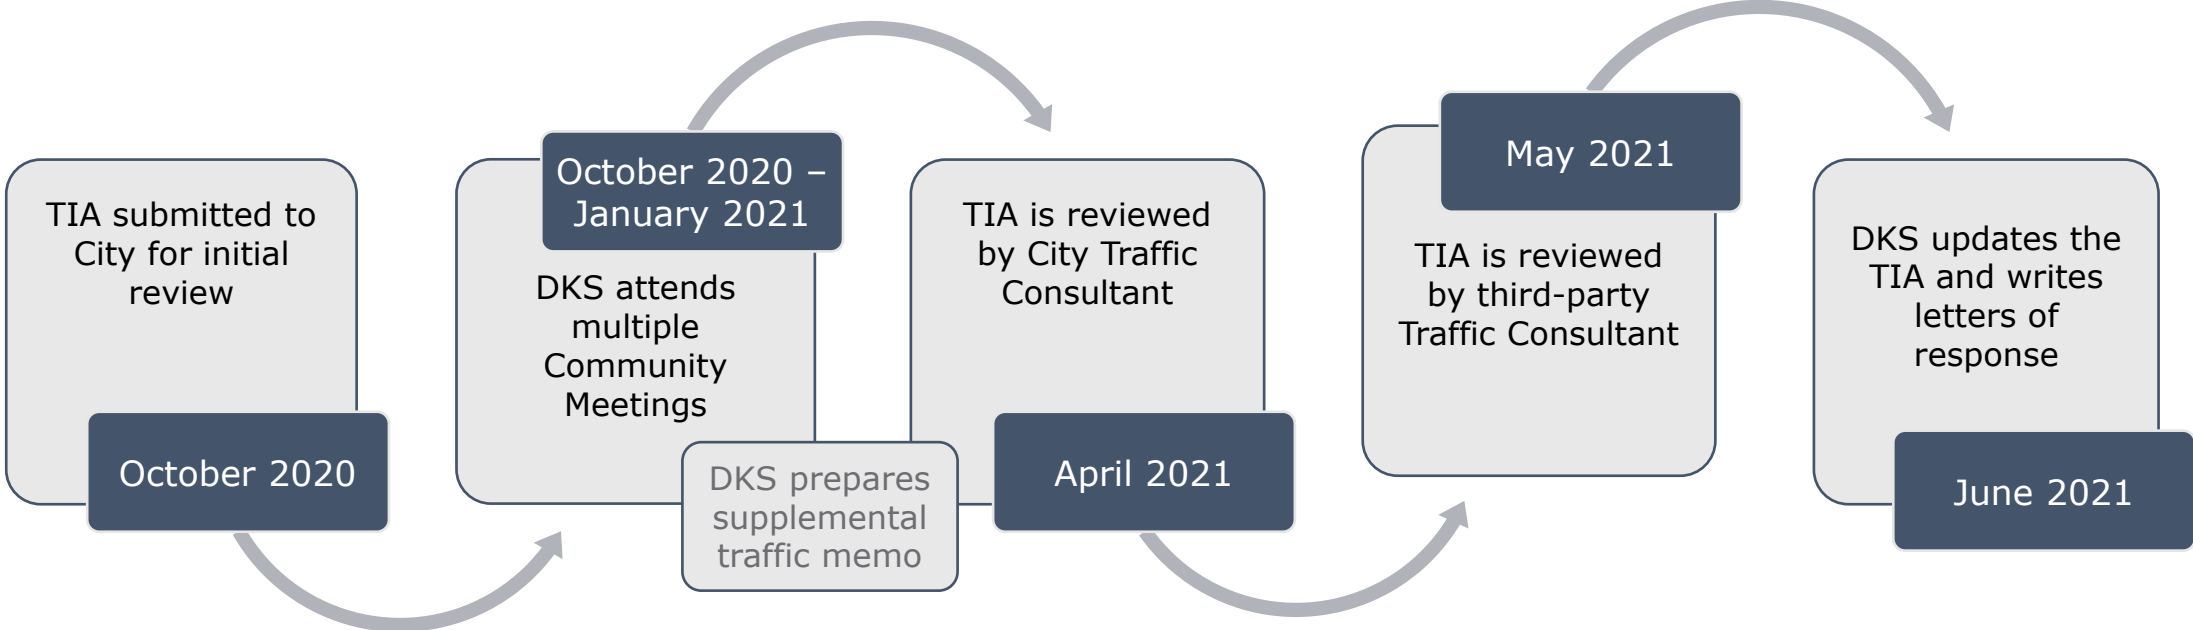 TIA submitted to
City for initial
review
October 2020
October 2020 –
January 2021
DKS attends
multiple
Community
Meetings
DKS prepares
supplemental
traffic memo
TIA is reviewed
by City Traffic
Consultant
April 2021
May 2021
TIA is reviewed
by third-party
Traffic Consultant
DKS updates the
TIA and writes
letters of
response
June 2021